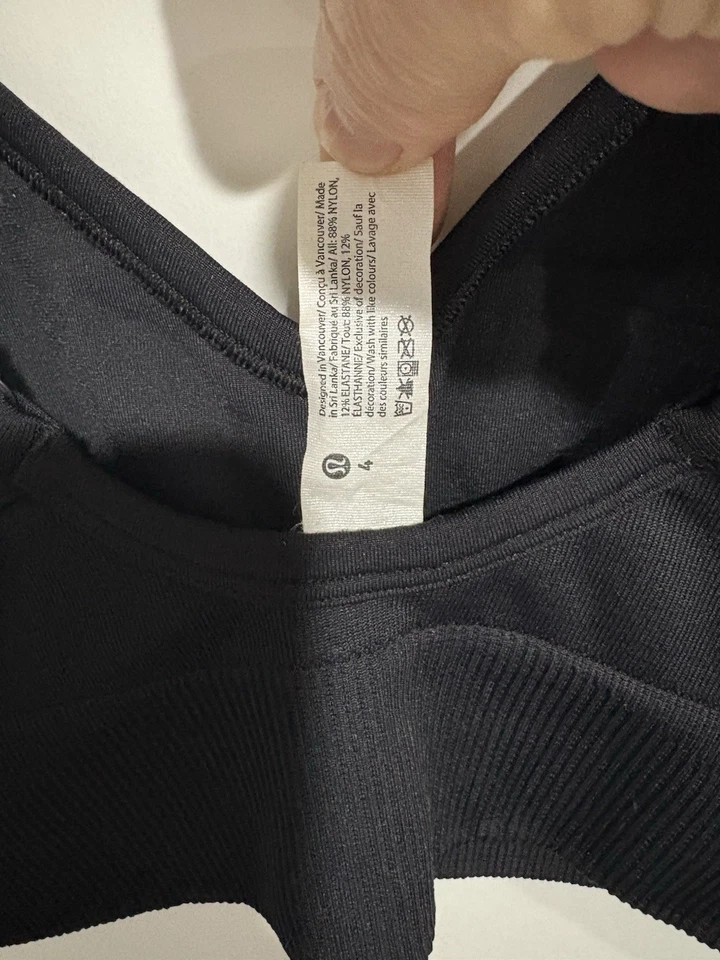 Designed in Vancouver/ Conçu à Vancouver/ Made
in Sri Lanka/ Fabriqué au Sri Lanka/ All: 88% NYLON,
12% ELASTANE/ Tout: 88% NYLON, 12%
ÉLASTHANNE/ Exclusive of decoration/ Sauf la
décoration/ Wash with like colours/ Lavage avec
des couleurs similaires
4